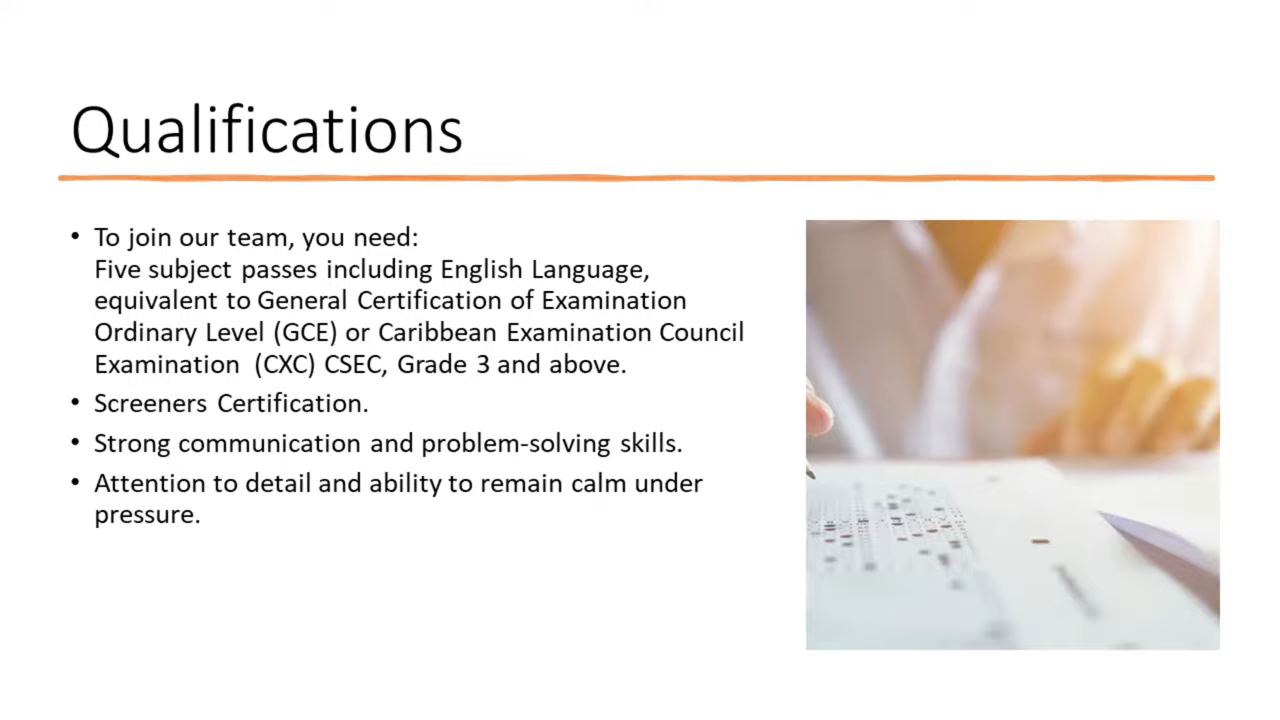 Qualifications
• To join our team, you need:
Five subject passes including English Language,
equivalent to General Certification of Examination
Ordinary Level (GCE) or Caribbean Examination Council
Examination (CXC) CSEC, Grade 3 and above.
• Screeners Certification.
• Strong communication and problem-solving skills.
• Attention to detail and ability to remain calm under
pressure.